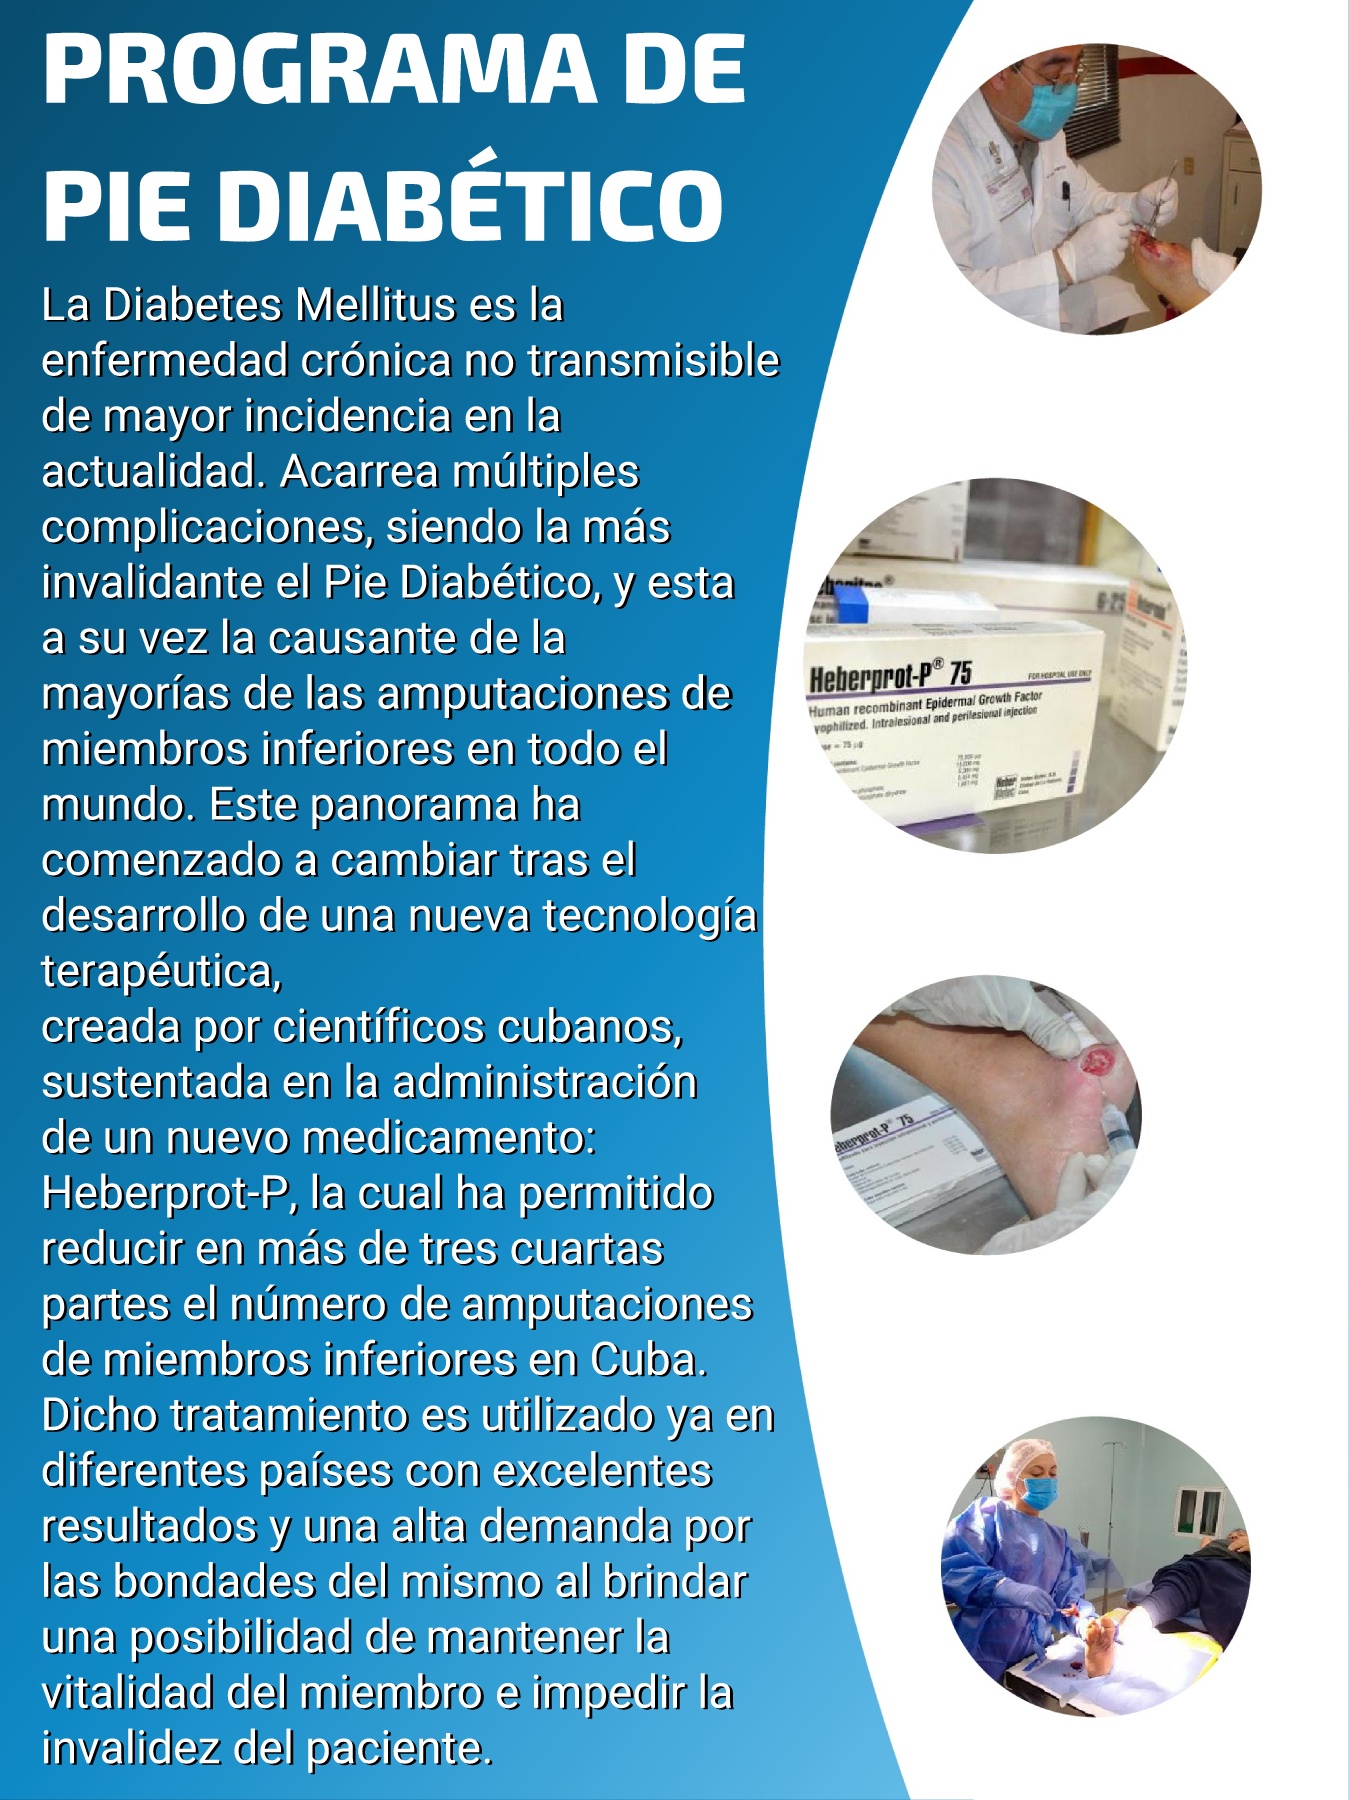 PROGRAMA DE
PIE DIABÉTICO
La Diabetes Mellitus es la
enfermedad crónica no transmisible
de mayor incidencia en la
actualidad. Acarrea múltiples
complicaciones, siendo la más
invalidante el Pie Diabético, y esta
a su vez la causante de la
mayorías de las amputaciones de
miembros inferiores en todo el
mundo. Este panorama ha
comenzado a cambiar tras el
desarrollo de una nueva tecnología
terapéutica,
creada por científicos cubanos,
sustentada en la administración
de un nuevo medicamento:
Heberprot-P, la cual ha permitido
reducir en más de tres cuartas
partes el número de amputaciones
de miembros inferiores en Cuba.
Dicho tratamiento es utilizado ya en
diferentes países con excelentes
resultados y una alta demanda por
las bondades del mismo al brindar
una posibilidad de mantener la
vitalidad del miembro e impedir la
invalidez del paciente.
Heberprot-P® 75
FOR HOSPITAL USE ONLY
Human recombinant Epidermal Growth Factor
yophilized. Intralesional and perilesional injection
= 75 µg
Heber
Biotec
eberprot-P® 75